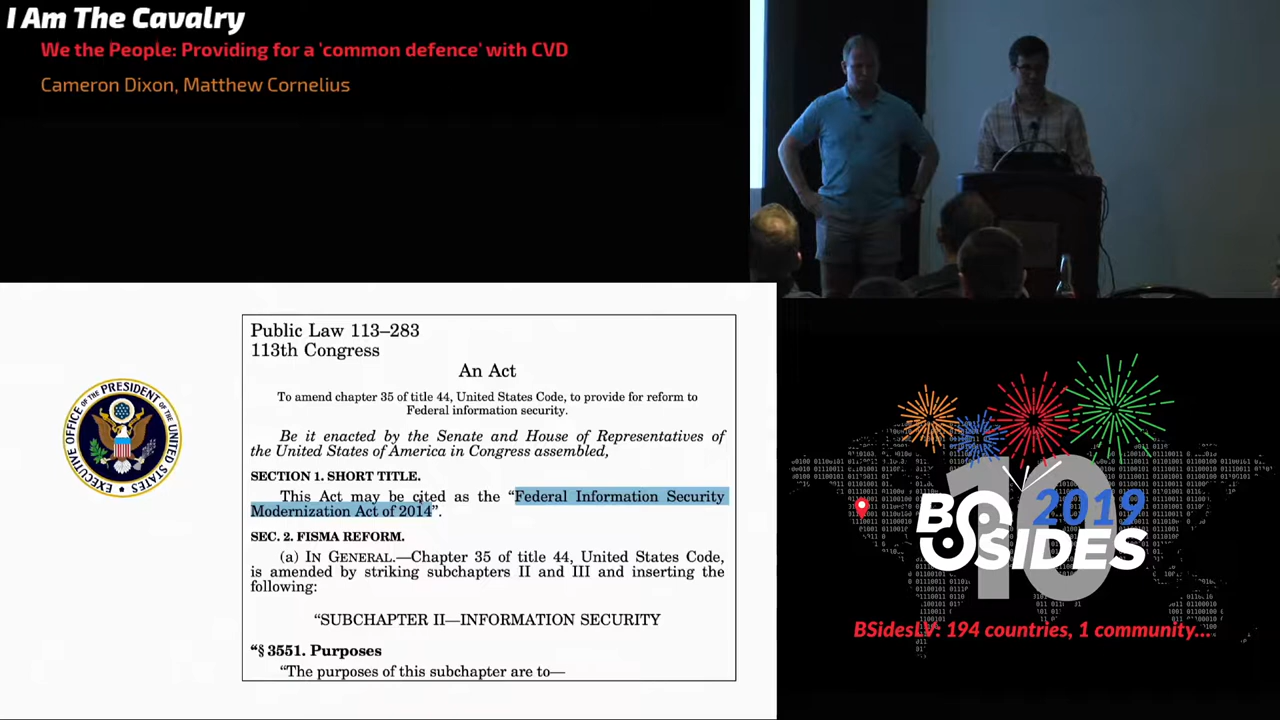 I Am The Cavalry
We the People: Providing for a 'common defence' with CVD
Cameron Dixon, Matthew Cornelius
EXECUTIVE OFFICE OF THE PRESIDENT OF THE UNITED STATES
Public Law 113–283
113th Congress
An Act
To amend chapter 35 of title 44, United States Code, to provide for reform to
Federal information security.
Be it enacted by the Senate and House of Representatives of
the United States of America in Congress assembled,
SECTION 1. SHORT TITLE.
This Act may be cited as the “Federal Information Security
Modernization Act of 2014”.
SEC. 2. FISMA REFORM.
(a) IN GENERAL.—Chapter 35 of title 44, United States Code,
is amended by striking subchapters II and III and inserting the
following:
“SUBCHAPTER II—INFORMATION SECURITY
“§ 3551. Purposes
“The purposes of this subchapter are to—
10
2019
BSIDES
BSidesLV: 194 countries, 1 community...